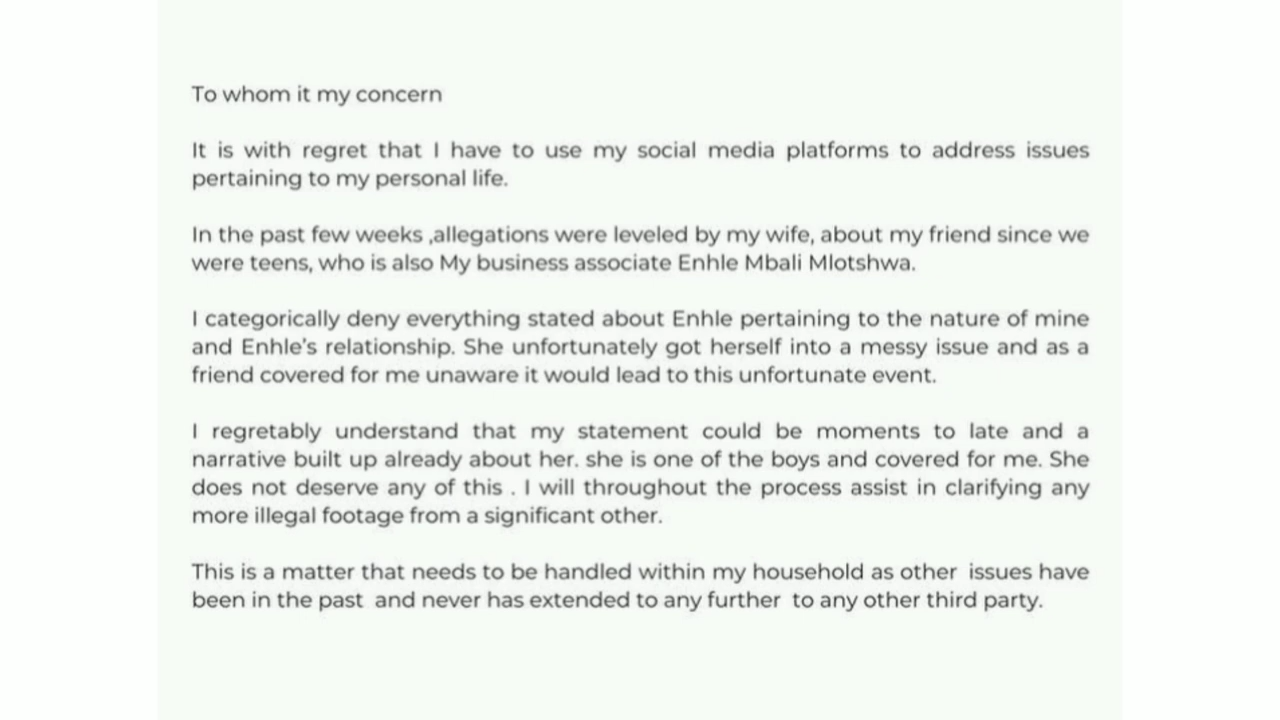 To whom it my concern
It is with regret that I have to use my social media platforms to address issues
pertaining to my personal life.
In the past few weeks ,allegations were leveled by my wife, about my friend since we
were teens, who is also My business associate Enhle Mbali Mlotshwa.
I categorically deny everything stated about Enhle pertaining to the nature of mine
and Enhle's relationship. She unfortunately got herself into a messy issue and as a
friend covered for me unaware it would lead to this unfortunate event.
I regretably understand that my statement could be moments to late and a
narrative built up already about her. she is one of the boys and covered for me. She
does not deserve any of this . I will throughout the process assist in clarifying any
more illegal footage from a significant other.
This is a matter that needs to be handled within my household as other  issues have
been in the past  and never has extended to any further  to any other third party.